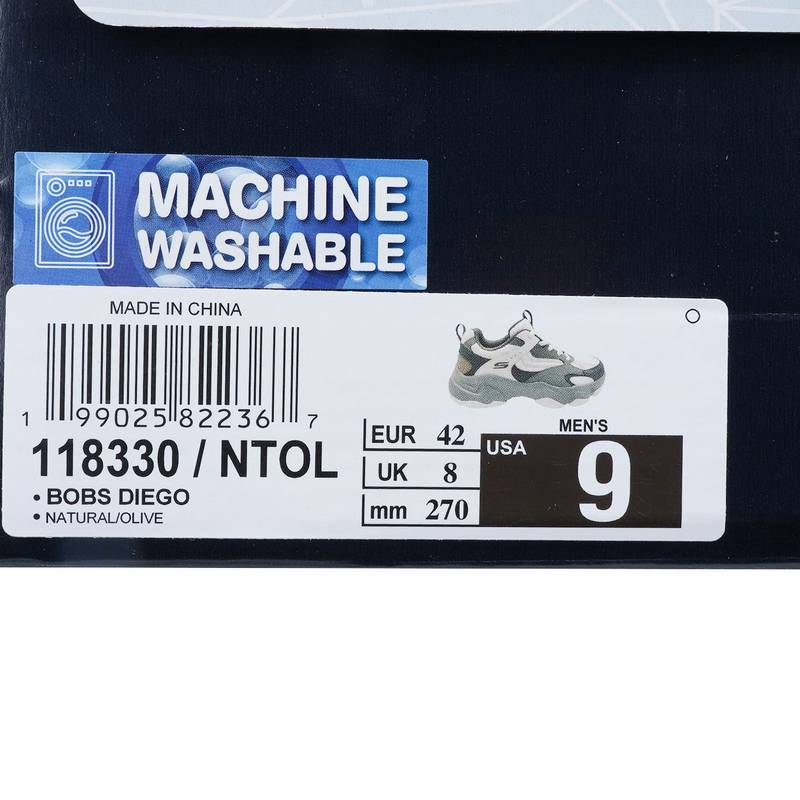 MACHINE
WASHABLE
MADE IN CHINA
1 99025 82236 7
118330 / NTOL
• BOBS DIEGO
• NATURAL/OLIVE
EUR 42
UK 8
mm 270
MEN'S
USA 9